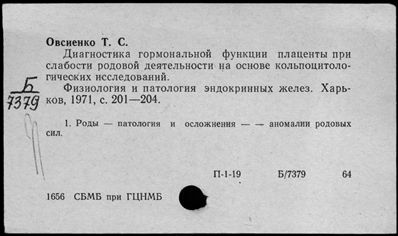 Овсиенко Т. С.
Диагностика гормональной функции плаценты при
слабости родовой деятельности на основе кольпоцитоло-
гических исследований.
Физиология и патология эндокринных желез. Харь-
ков, 1971, с. 201—204.
Б
7379
1. Роды — патология и осложнения — — аномалии родовых
сил.
П-1-19 Б/7379 64
1656 СБМБ при ГЦНМБ